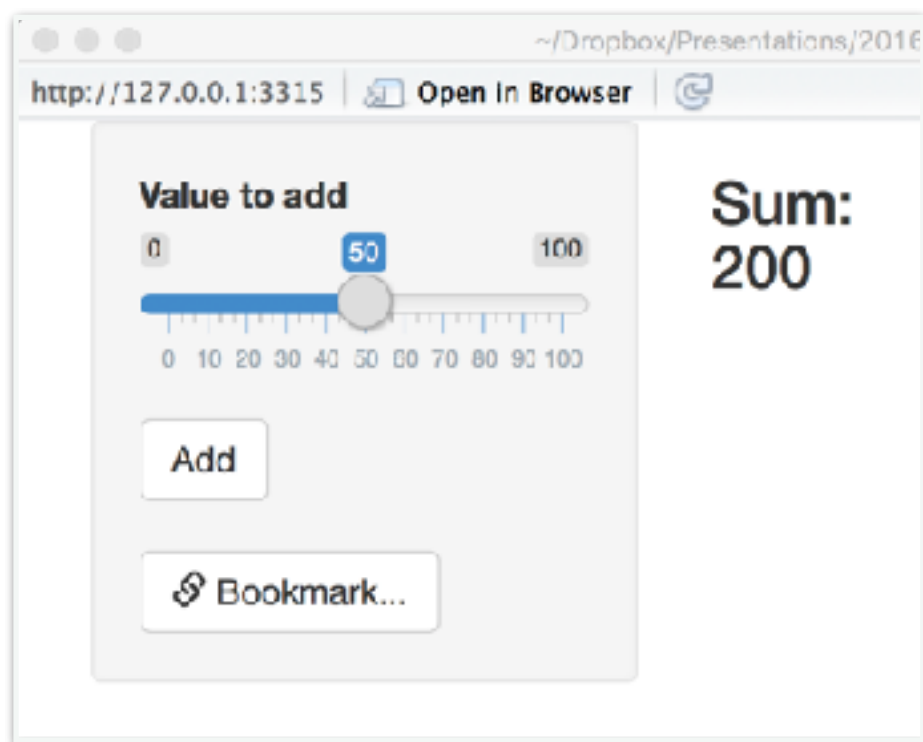 ~/Dropbox/Presentations/2016
http://127.0.0.1:3315 Open in Browser
Value to add
0 50 100
0 10 20 30 40 50 60 70 80 90 100
Add
Bookmark...
Sum:
200